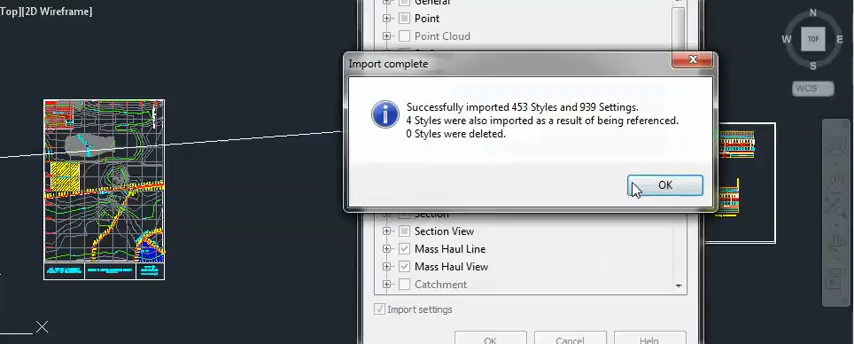 Top][2D Wireframe]
General
Point
Point Cloud
Import complete
Successfully imported 453 Styles and 939 Settings.
4 Styles were also imported as a result of being referenced.
0 Styles were deleted.
OK
Section
Section View
Mass Haul Line
Mass Haul View
Catchment
Import settings
OK
Cancel
Help
N
W
TOP
E
S
WCS